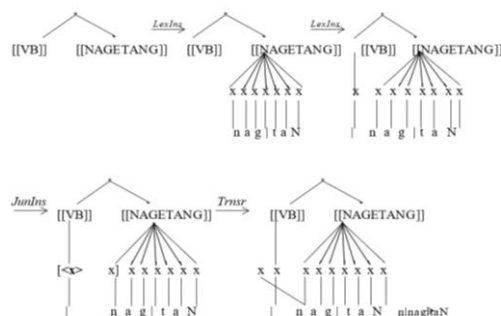 LexIns LexIns
[[VB]] [[NAGETANG]] [[VB]] [[NAGETANG]] [[VB]] [[NAGETANG]]
x x x x x x x x x x x x x x x
n a g | t a N | n a g | t a N
JunIns Trnsr
[[VB]] [[NAGETANG]] [[VB]] [[NAGETANG]]
[<x> x] x x x x x x x x x x x x x x
| n a g | t a N | n a g | t a N